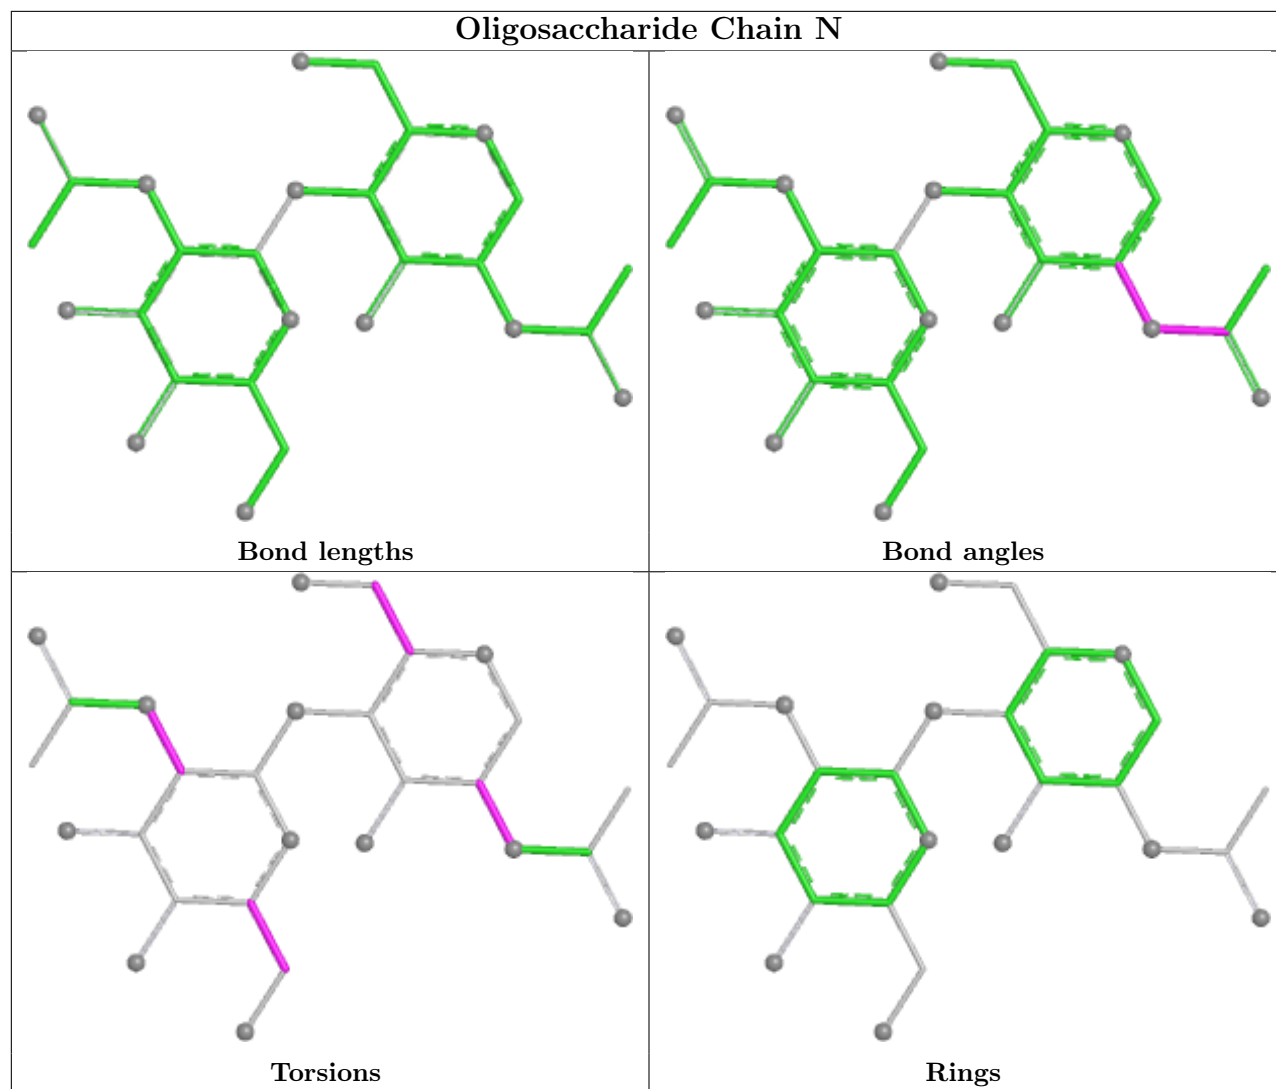 Oligosaccharide Chain N
Bond lengths
Bond angles
Torsions
Rings